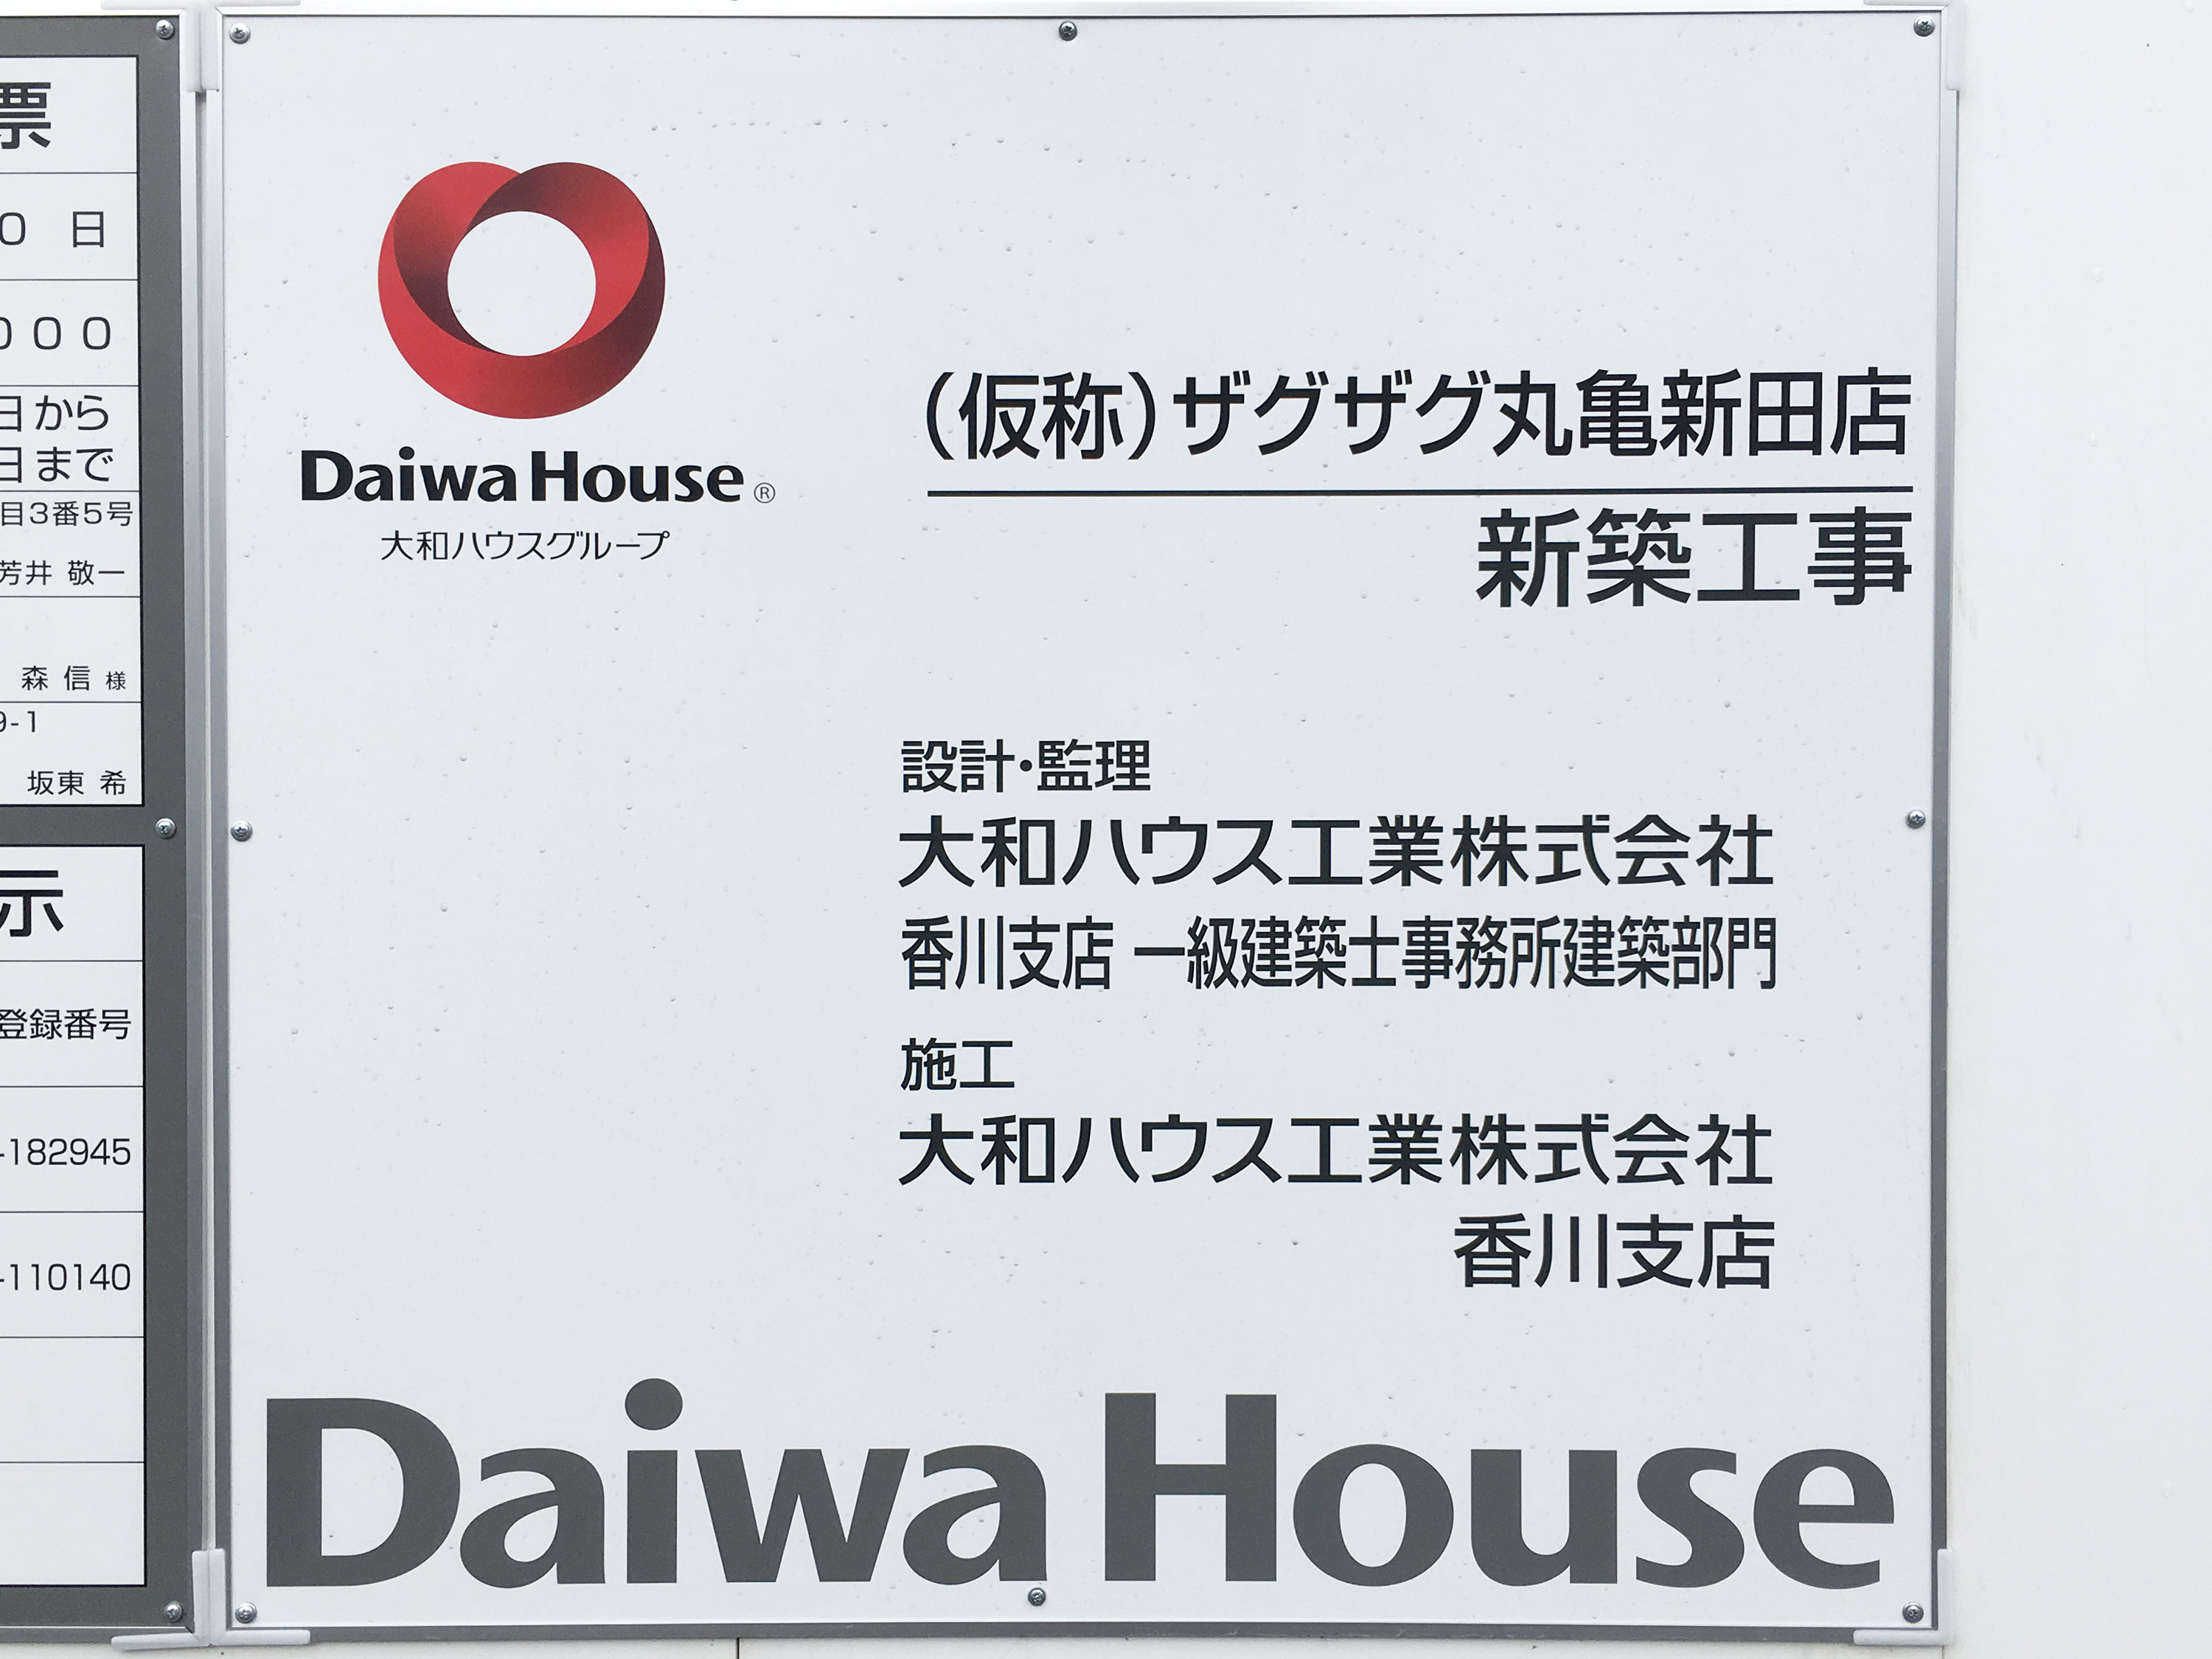 票
0 日
000
日から
日まで
目3番5号
芳井 敬一
森 信 様
9-1
坂東 希
示
登録番号
-182945
-110140
Daiwa House®
大和ハウスグループ
(仮称)ザグザグ丸亀新田店
新築工事
設計・監理
大和ハウス工業株式会社
香川支店 一級建築士事務所建築部門
施工
大和ハウス工業株式会社
香川支店
Daiwa House